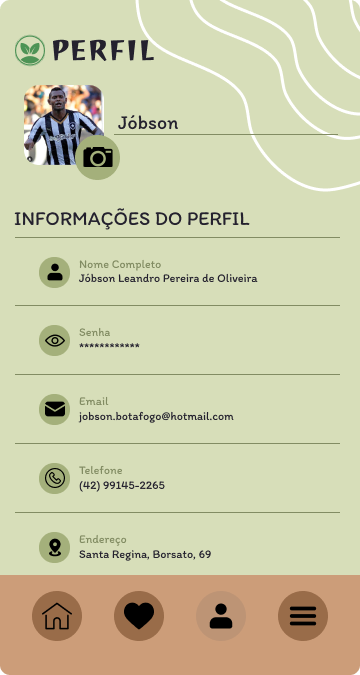 PERFIL
Jóbson
INFORMAÇÕES DO PERFIL
Nome Completo
Jóbson Leandro Pereira de Oliveira
Senha
************
Email
jobson.botafogo@hotmail.com
Telefone
(42) 99145-2265
Endereço
Santa Regina, Borsato, 69